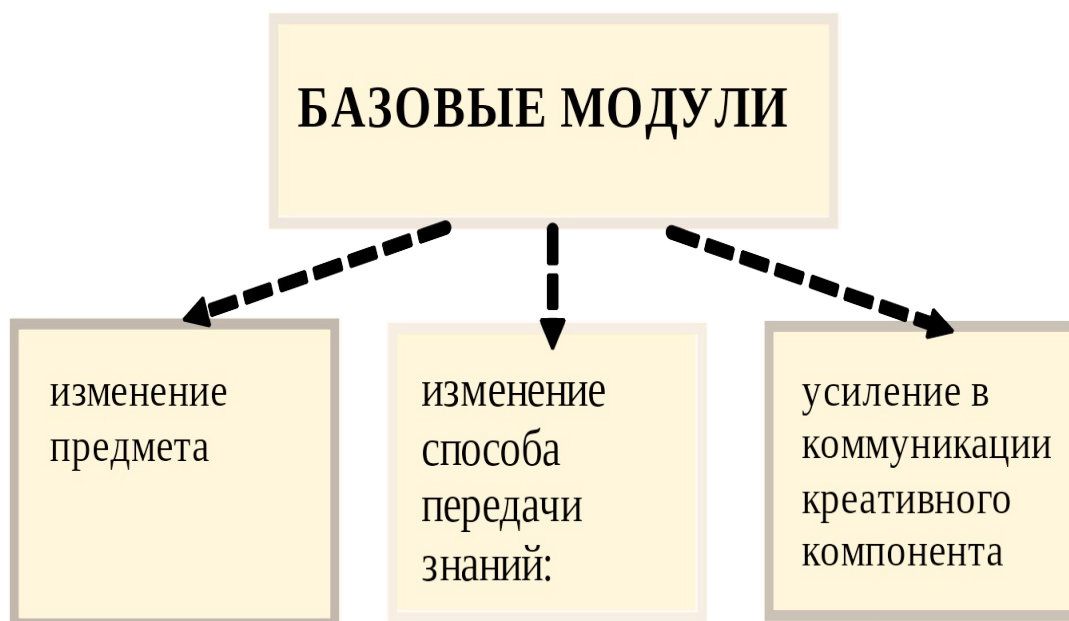 БАЗОВЫЕ МОДУЛИ
изменение
предмета
изменение
способа
передачи
знаний:
усиление в
коммуникации
креативного
компонента